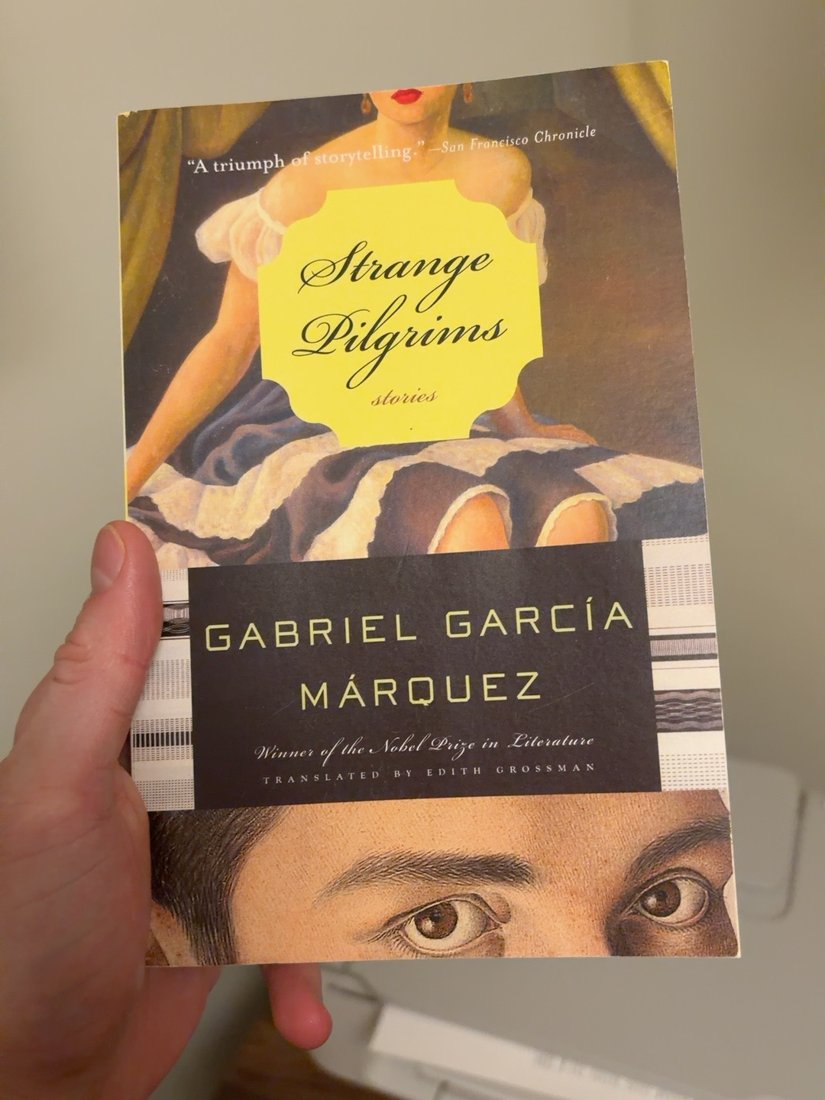 "A triumph of storytelling." —San Francisco Chronicle
Strange
Pilgrims
stories
GABRIEL GARCÍA
MÁRQUEZ
Winner of the Nobel Prize in Literature
TRANSLATED BY EDITH GROSSMAN